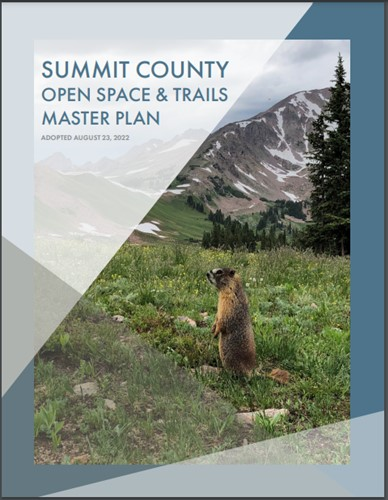 SUMMIT COUNTY
OPEN SPACE & TRAILS
MASTER PLAN
ADOPTED AUGUST 23, 2022